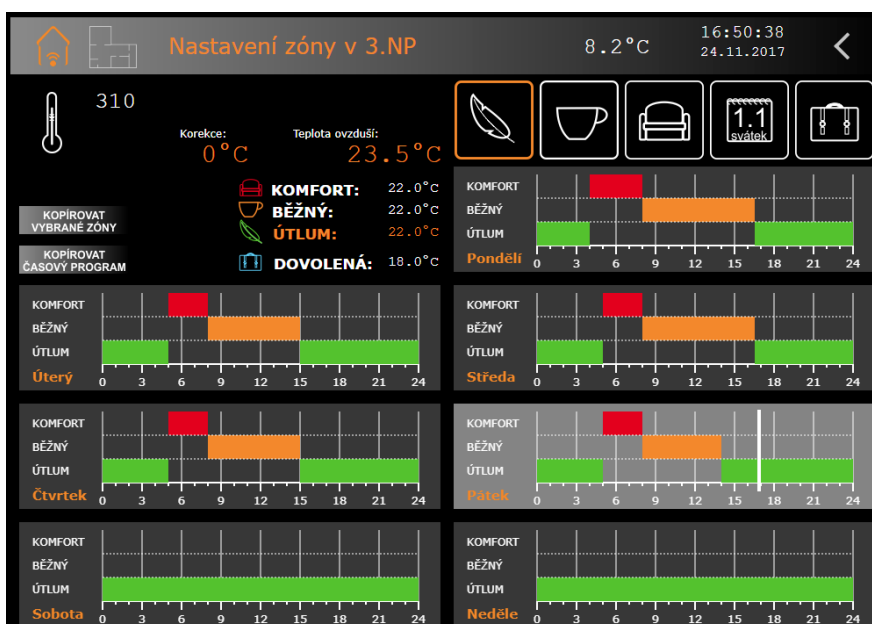 Nastavení zóny v 3.NP
8.2°C
16:50:38
24.11.2017
310
Korekce:
0°C
Teplota ovzduší:
23.5°C
1.1
svátek
KOMFORT: 22.0°C
BĚŽNÝ: 22.0°C
ÚTLUM: 22.0°C
DOVOLENÁ: 18.0°C
KOPÍROVAT
VYBRANÉ ZÓNY
KOPÍROVAT
ČASOVÝ PROGRAM
KOMFORT
BĚŽNÝ
ÚTLUM
Pondělí 0 3 6 9 12 15 18 21 24
KOMFORT
BĚŽNÝ
ÚTLUM
Úterý 0 3 6 9 12 15 18 21 24
KOMFORT
BĚŽNÝ
ÚTLUM
Středa 0 3 6 9 12 15 18 21 24
KOMFORT
BĚŽNÝ
ÚTLUM
Čtvrtek 0 3 6 9 12 15 18 21 24
KOMFORT
BĚŽNÝ
ÚTLUM
Pátek 0 3 6 9 12 15 18 21 24
KOMFORT
BĚŽNÝ
ÚTLUM
Sobota 0 3 6 9 12 15 18 21 24
KOMFORT
BĚŽNÝ
ÚTLUM
Neděle 0 3 6 9 12 15 18 21 24